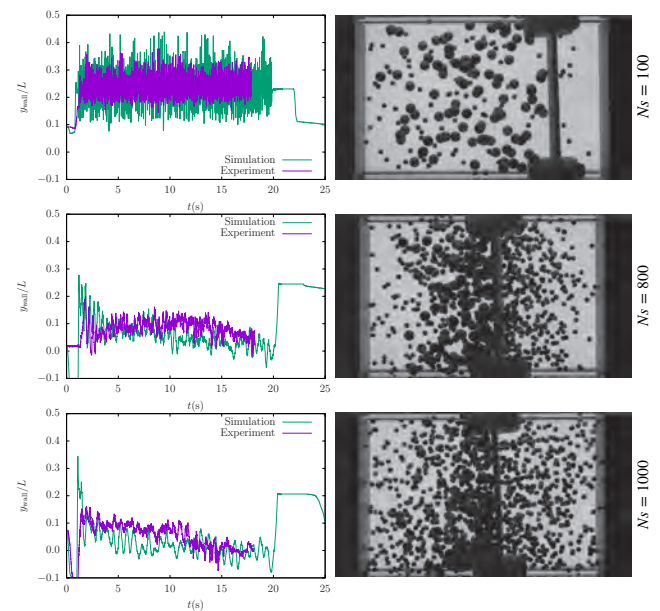 0.5
0.4
0.3
0.2
0.1
0.0
−0.1
y_wall/L
Simulation
Experiment
0 5 10 15 20 25
t(s)
Ns = 100
0.5
0.4
0.3
0.2
0.1
0.0
−0.1
y_wall/L
Simulation
Experiment
0 5 10 15 20 25
t(s)
Ns = 800
0.5
0.4
0.3
0.2
0.1
0.0
−0.1
y_wall/L
Simulation
Experiment
0 5 10 15 20 25
t(s)
Ns = 1000